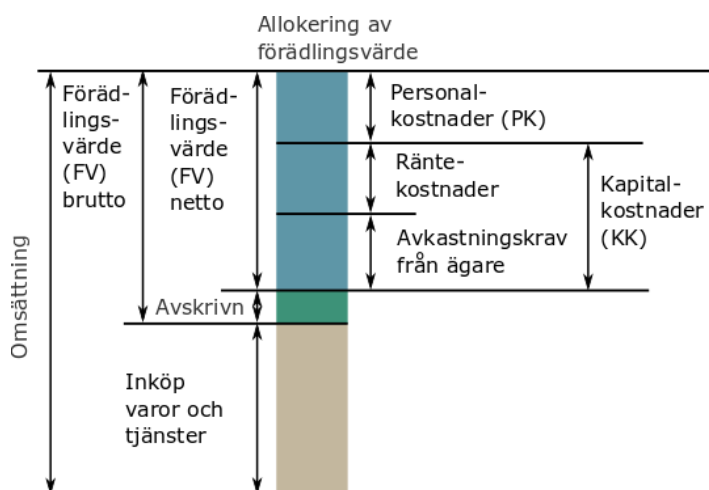 Allokering av
förädlingsvärde
Föräd-
lings-
värde
(FV)
brutto
Föräd-
lings-
värde
(FV)
netto
Personal-
kostnader (PK)
Ränte-
kostnader
Kapital-
kostnader
(KK)
Avkastningskrav
från ägare
Avskrivn
Omsättning
Inköp
varor och
tjänster